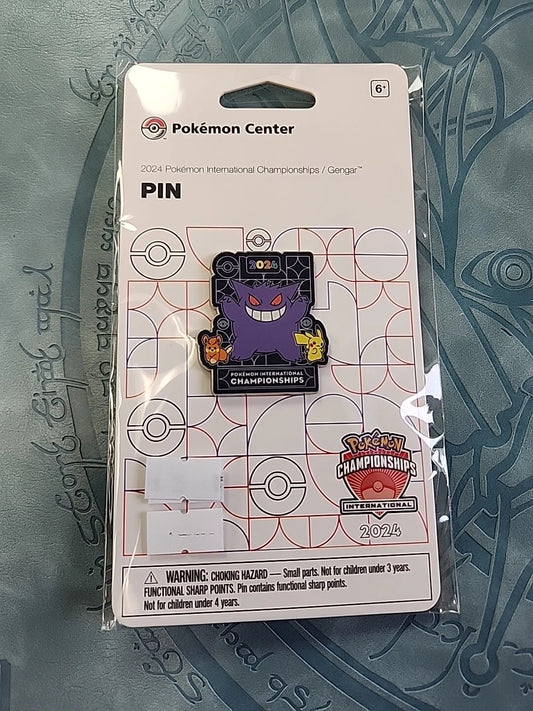 6+
Pokémon Center
2024 Pokémon International Championships / Gengar™
PIN
2024
POKÉMON INTERNATIONAL
CHAMPIONSHIPS
POKÉMON
CHAMPIONSHIPS
INTERNATIONAL
2024
WARNING: CHOKING HAZARD — Small parts. Not for children under 3 years.
FUNCTIONAL SHARP POINTS. Pin contains functional sharp points.
Not for children under 4 years.